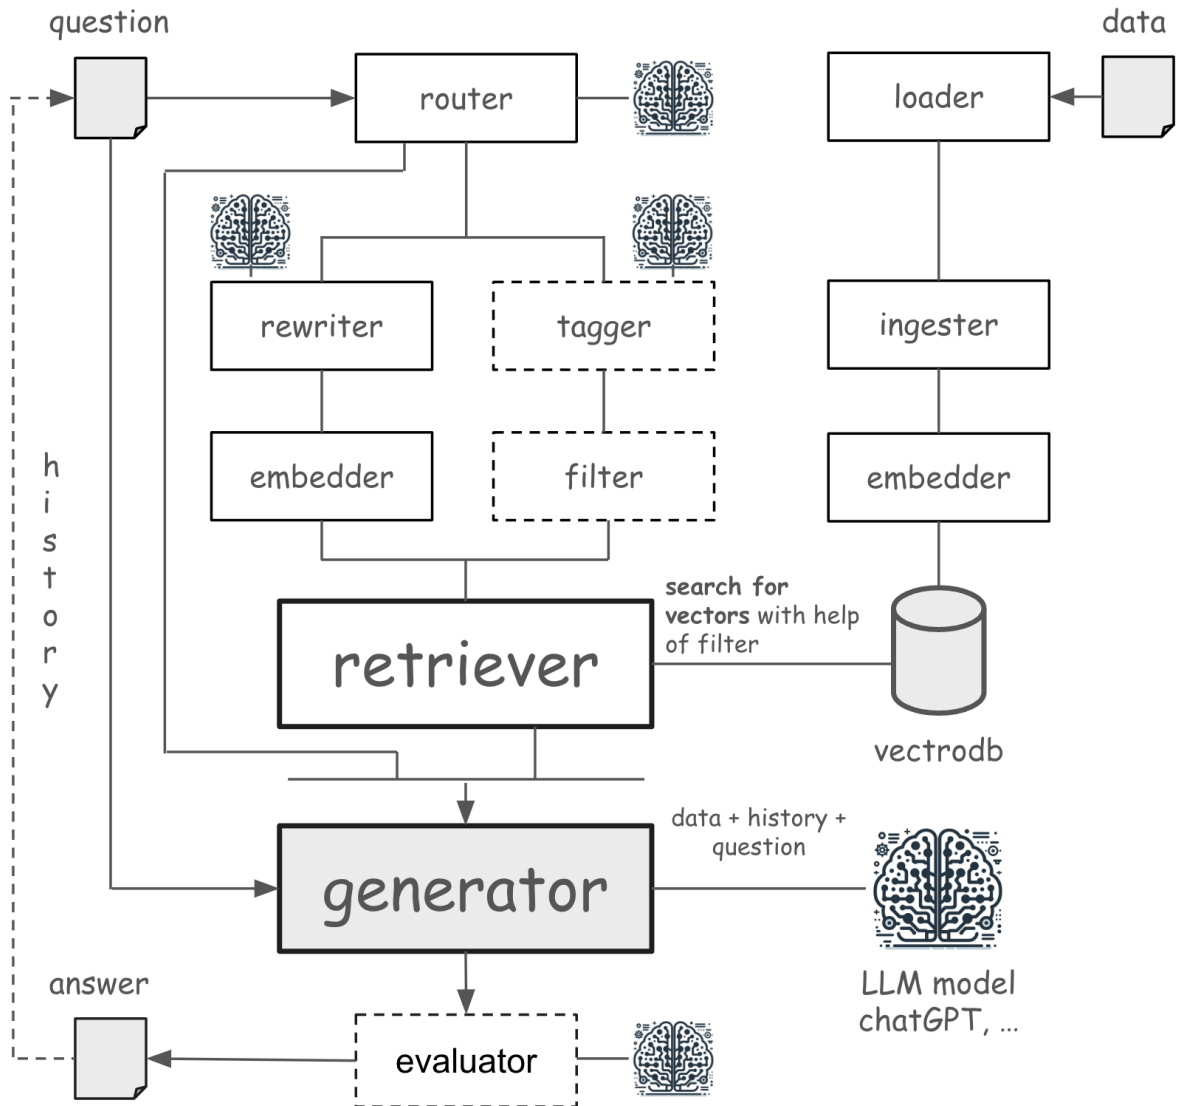 question
data
router
loader
rewriter
tagger
ingester
history
embedder
filter
embedder
search for
vectors with help
of filter
retriever
vectrodb
data + history +
question
generator
answer
LLM model
chatGPT, ...
evaluator